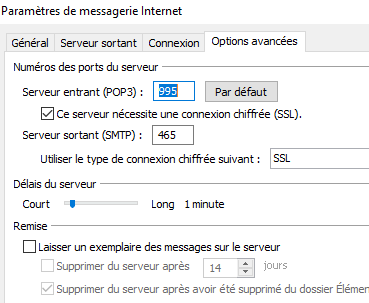 Paramètres de messagerie Internet
Général Serveur sortant Connexion Options avancées
Numéros des ports du serveur
Serveur entrant (POP3) : 995 Par défaut
Ce serveur nécessite une connexion chiffrée (SSL).
Serveur sortant (SMTP) : 465
Utiliser le type de connexion chiffrée suivant : SSL
Délais du serveur
Court Long 1 minute
Remise
Laisser un exemplaire des messages sur le serveur
Supprimer du serveur après 14 jours
Supprimer du serveur après avoir été supprimé du dossier Élém